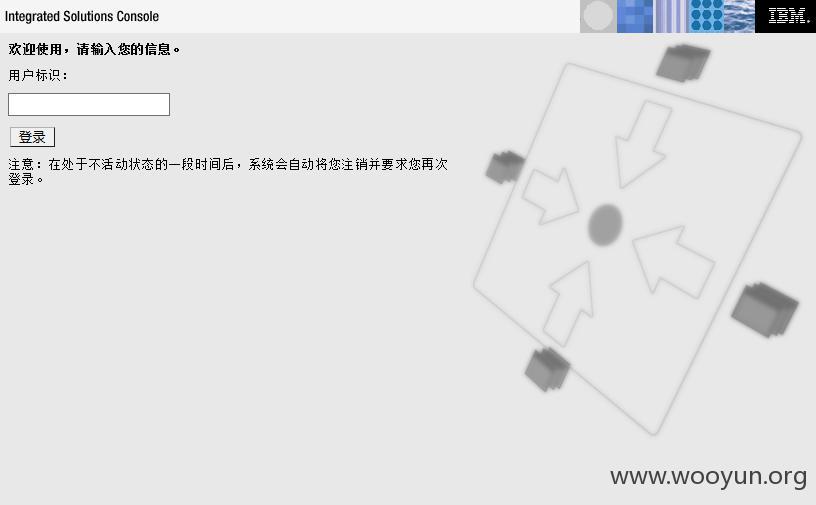 Integrated Solutions Console
IBM.
欢迎使用，请输入您的信息。
用户标识：
登录
注意：在处于不活动状态的一段时间后，系统会自动将您注销并要求您再次
登录。
www.wooyun.org